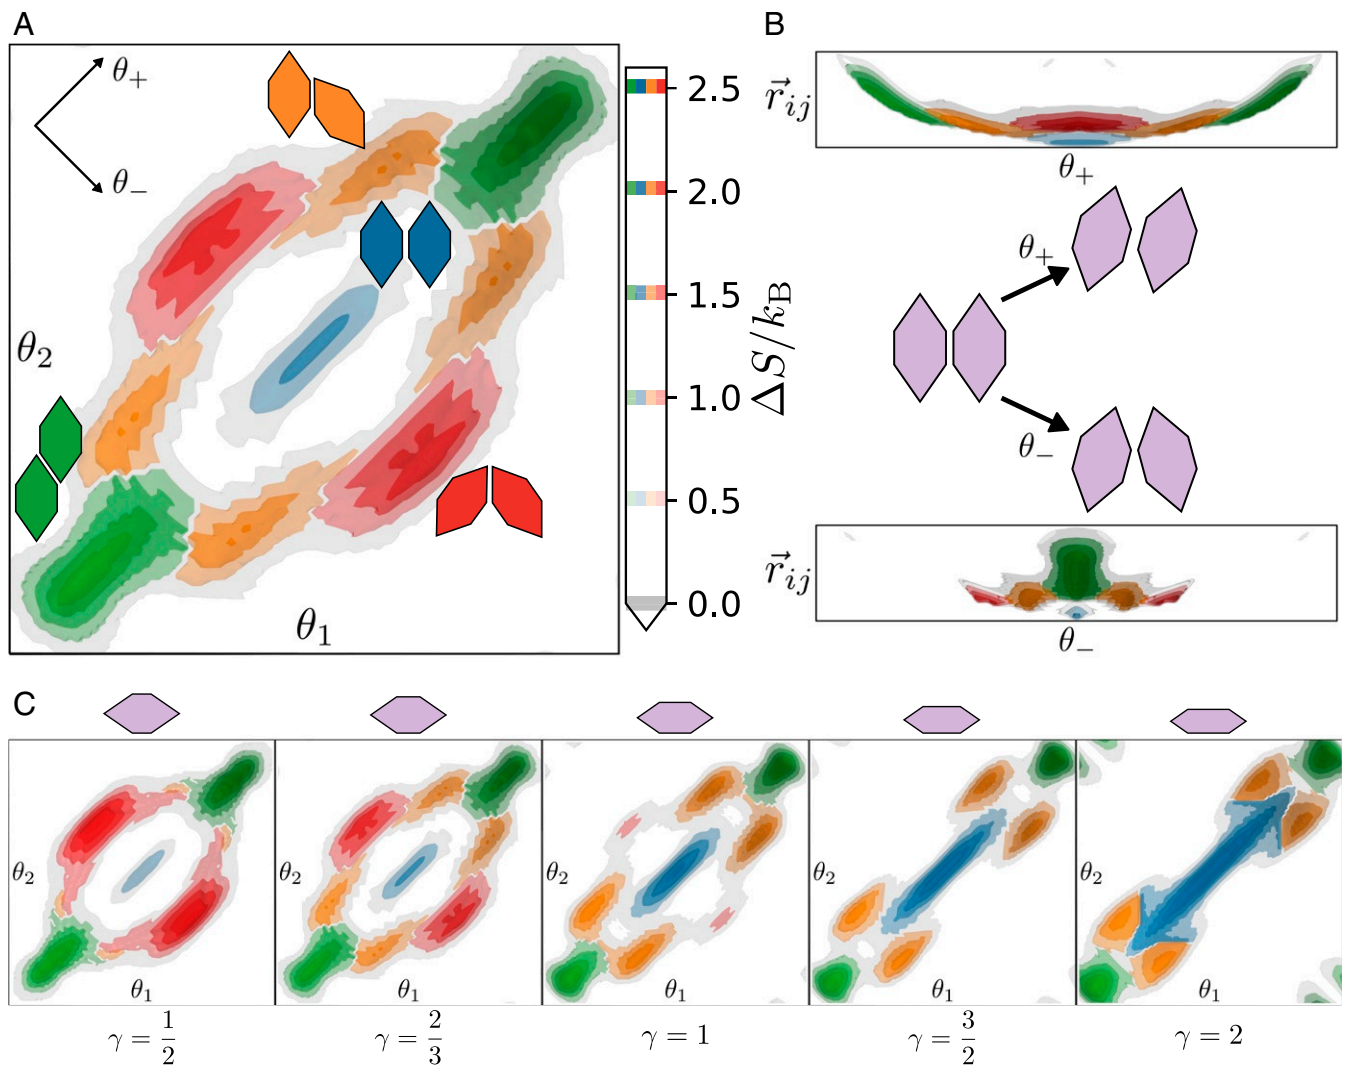 A
B
θ₊
θ₋
θ₂
θ₁
2.5
2.0
1.5
1.0
0.5
0.0
ΔS/k_B
r⃗ᵢⱼ
θ₊
θ₊
θ₋
r⃗ᵢⱼ
θ₋
C
θ₂
θ₁
θ₂
θ₁
θ₂
θ₁
θ₂
θ₁
θ₂
θ₁
γ = 1/2
γ = 2/3
γ = 1
γ = 3/2
γ = 2